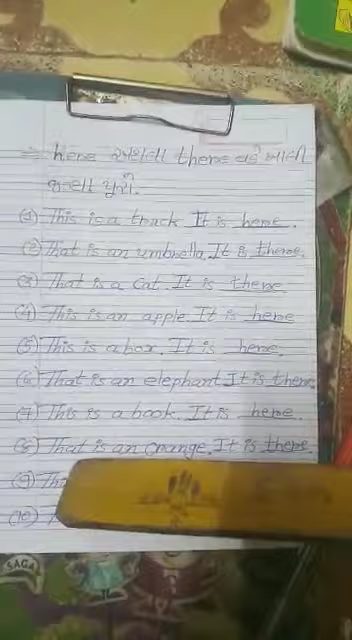 ⇒ here અથવા there વડે ખાલી
જગ્યા પુરો.
(1) This is a truck. It is here.
(2) That is an umbrella. It is there.
(3) That is a cat. It is there.
(4) This is an apple. It is here
(5) This is a box. It is here.
(6) That is an elephant. It is there.
(7) This is a book. It is here.
(8) That is an orange. It is there
(9)
(10)
SAGA